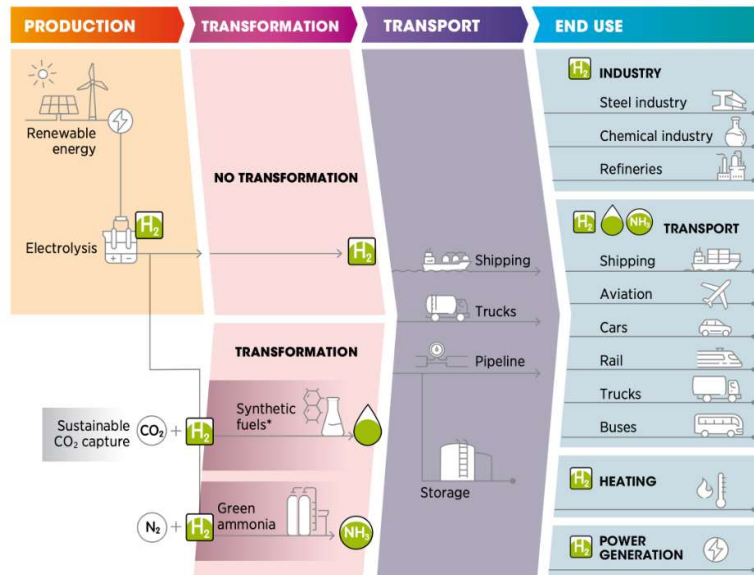 PRODUCTION
TRANSFORMATION
TRANSPORT
END USE
Renewable
energy
Electrolysis
H₂
NO TRANSFORMATION
H₂
TRANSFORMATION
Sustainable
CO₂ capture
CO₂ + H₂
Synthetic
fuels*
N₂ + H₂
Green
ammonia
NH₃
Shipping
Trucks
Pipeline
Storage
H₂ INDUSTRY
Steel industry
Chemical industry
Refineries
H₂ NH₃ TRANSPORT
Shipping
Aviation
Cars
Rail
Trucks
Buses
H₂ HEATING
H₂ POWER
GENERATION